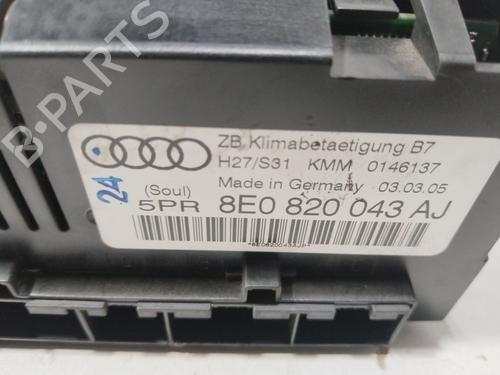 ZB Klimabetaetigung B7
H27/S31 KMM 0146137
Made in Germany 03.03.05
24
(Soul)
5PR 8E0 820 043 AJ
B-PARTS